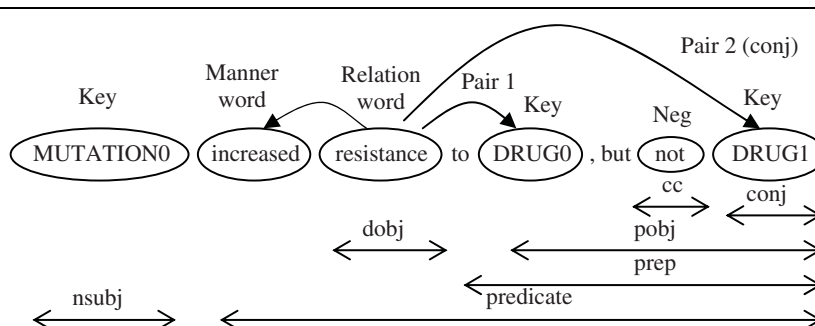 Pair 2 (conj)
Manner word
Relation word
Pair 1
Key
Key
Neg
Key
MUTATION0 increased resistance to DRUG0 , but not DRUG1
cc
conj
dobj
pobj
prep
nsubj
predicate